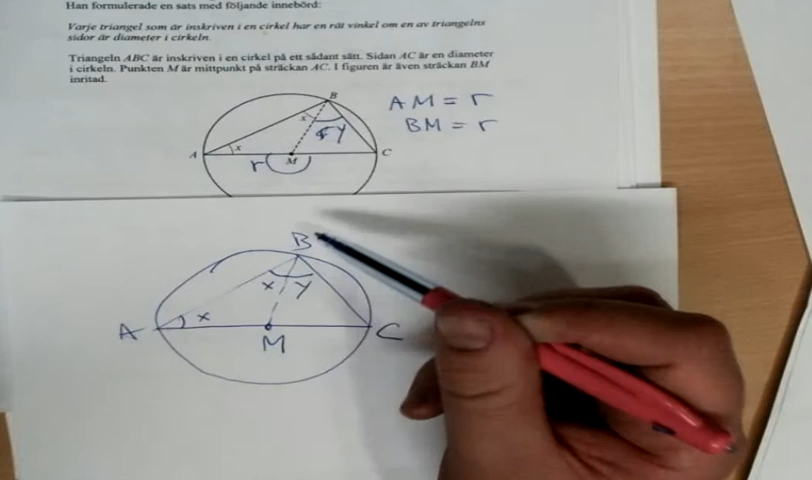 Han formulerade en sats med följande innebörd:
Varje triangel som är inskriven i en cirkel har en rät vinkel om en av triangelns
sidor är diameter i cirkeln.
Triangeln ABC är inskriven i en cirkel på ett sådant sätt. Sidan AC är en diameter
i cirkeln. Punkten M är mittpunkt på sträckan AC. I figuren är även sträckan BM
inritad.
B
AM = r
x
y
BM = r
A
x
M
C
r
B
x
y
A
x
M
C